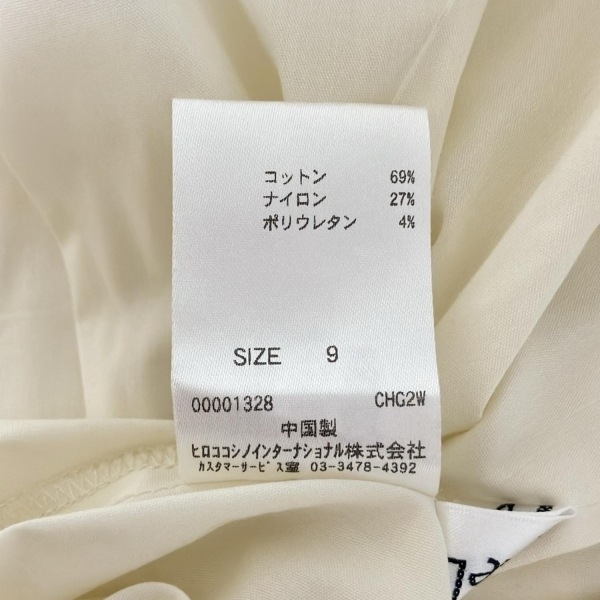 コットン 69%
ナイロン 27%
ポリウレタン 4%
SIZE 9
00001328 CHG2W
中国製
ヒロココシノインターナショナル株式会社
カスタマーサービス室 03-3478-4392